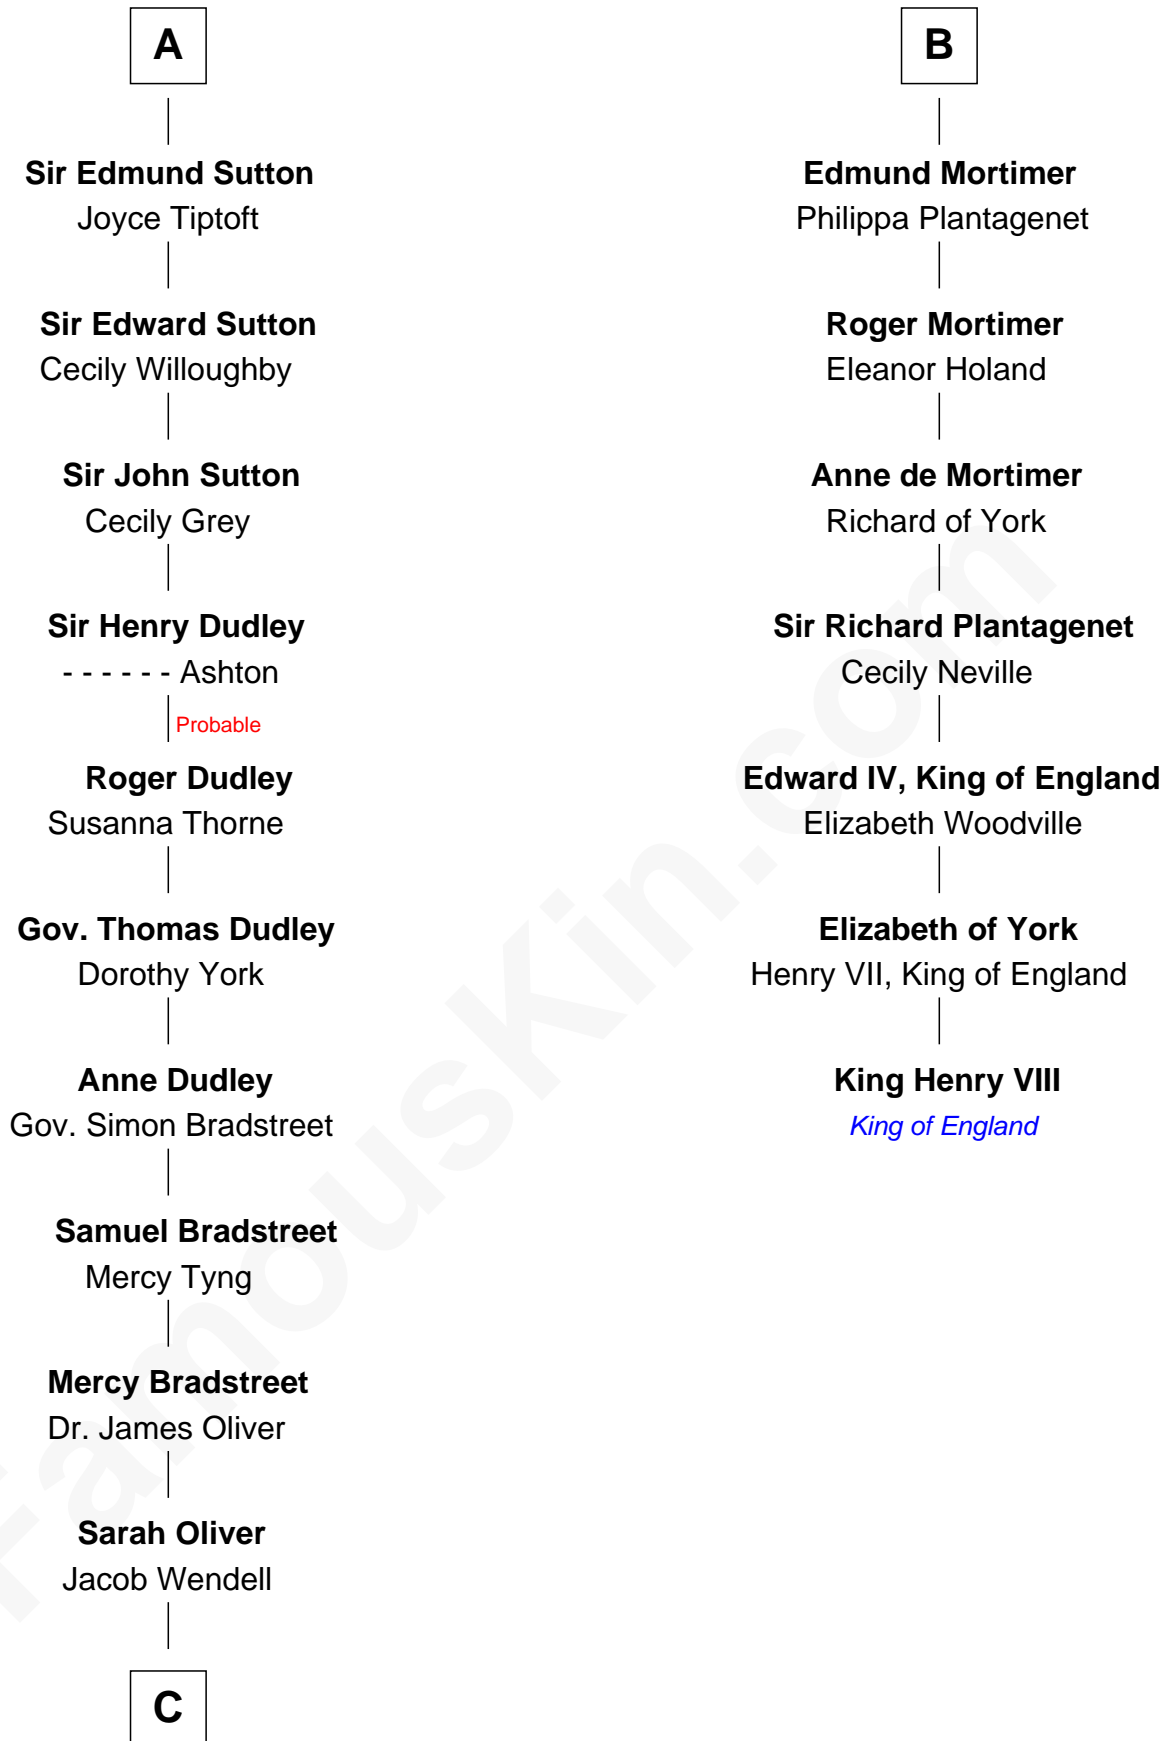 A
Sir Edmund Sutton
Joyce Tiptoft
Sir Edward Sutton
Cecily Willoughby
Sir John Sutton
Cecily Grey
Sir Henry Dudley
- - - - - - Ashton
Probable
Roger Dudley
Susanna Thorne
Gov. Thomas Dudley
Dorothy York
Anne Dudley
Gov. Simon Bradstreet
Samuel Bradstreet
Mercy Tyng
Mercy Bradstreet
Dr. James Oliver
Sarah Oliver
Jacob Wendell
C
B
Edmund Mortimer
Philippa Plantagenet
Roger Mortimer
Eleanor Holand
Anne de Mortimer
Richard of York
Sir Richard Plantagenet
Cecily Neville
Edward IV, King of England
Elizabeth Woodville
Elizabeth of York
Henry VII, King of England
King Henry VIII
King of England
FamousKin.com